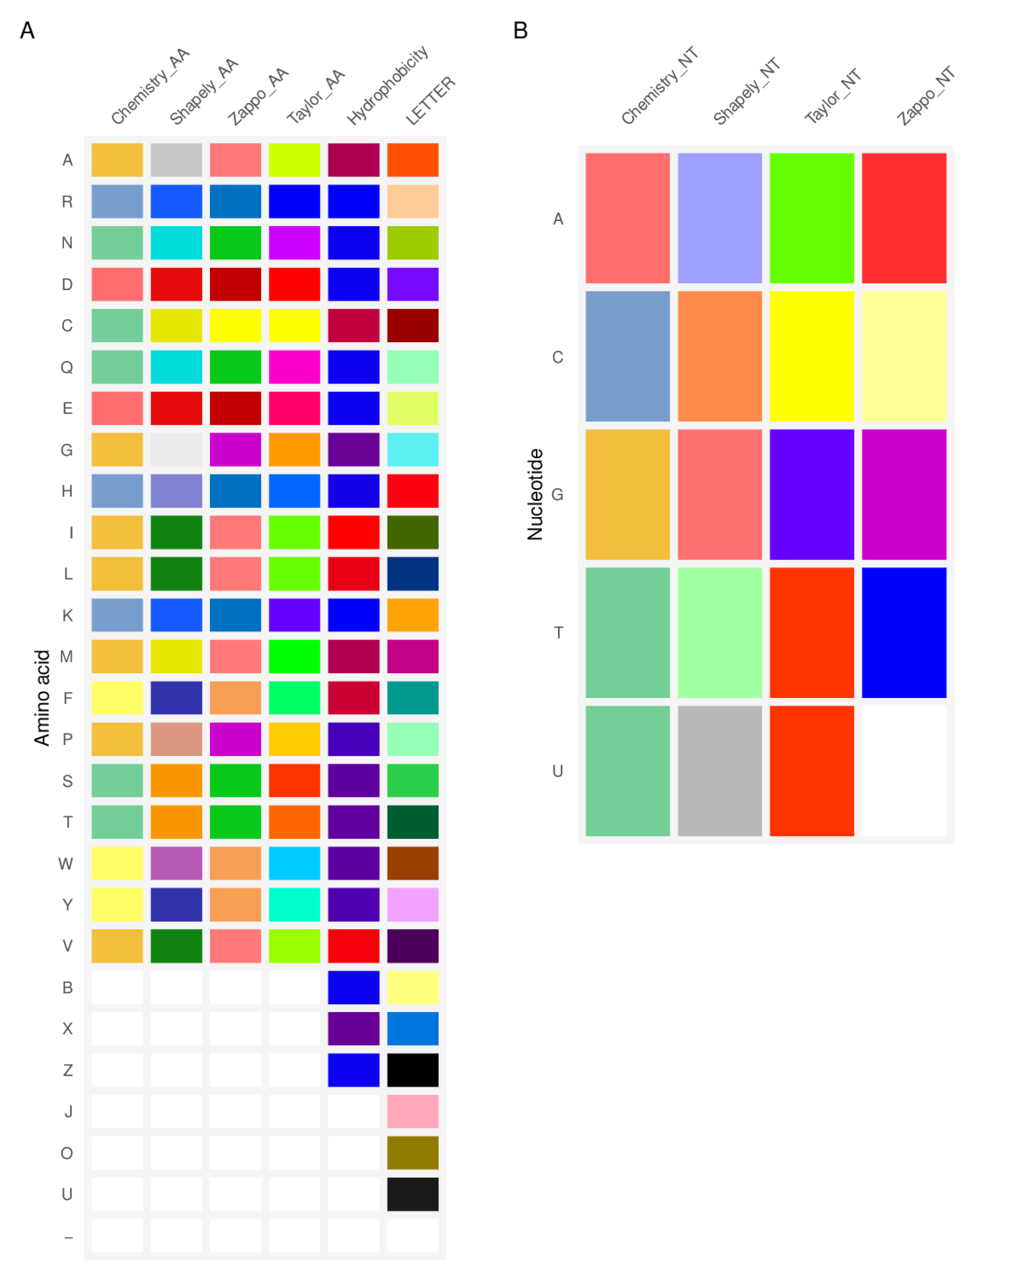 A
Chemistry_AA
Shapely_AA
Zappo_AA
Taylor_AA
Hydrophobicity
LETTER
Amino acid
A
R
N
D
C
Q
E
G
H
I
L
K
M
F
P
S
T
W
Y
V
B
X
Z
J
O
U
–
B
Chemistry_NT
Shapely_NT
Taylor_NT
Zappo_NT
Nucleotide
A
C
G
T
U